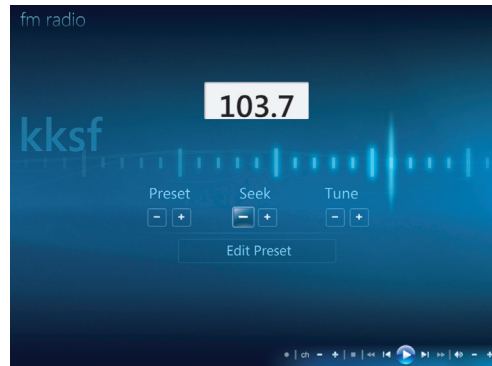 fm radio
103.7
kksf
Preset Seek Tune
- + - + - +
Edit Preset
ch - + - +